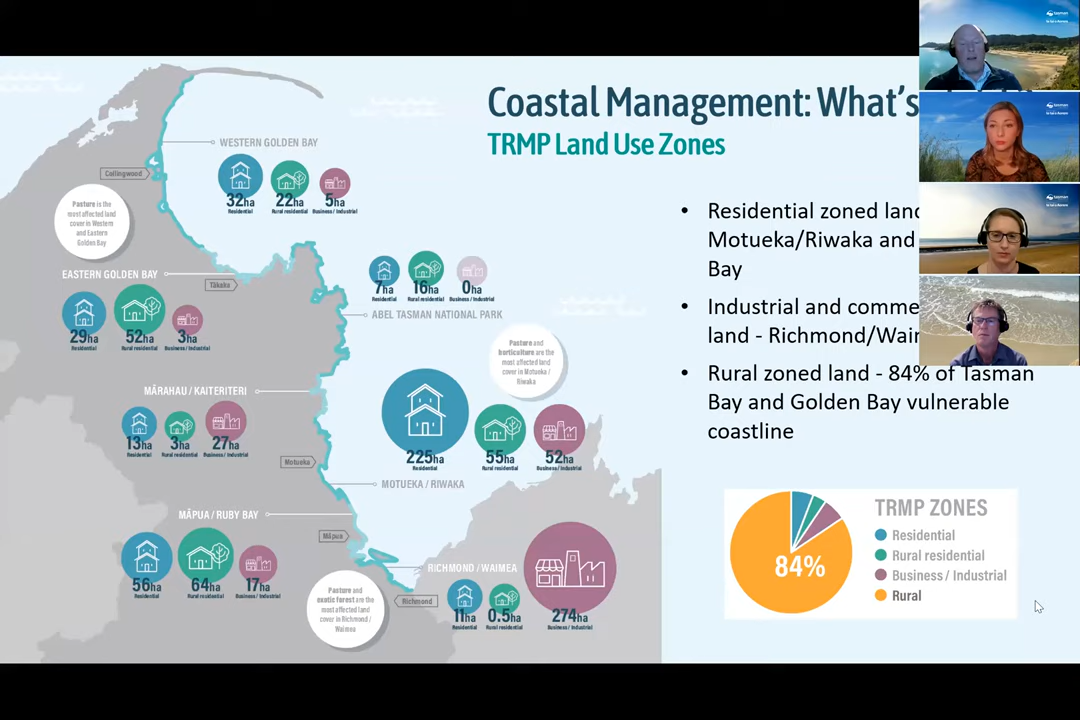 Coastal Management: What's
TRMP Land Use Zones
WESTERN GOLDEN BAY
Collingwood
32ha
Residential
22ha
Rural residential
5ha
Business / Industrial
Pasture is the
most affected land
cover in Western
and Eastern
Golden Bay
EASTERN GOLDEN BAY
Tākaka
29ha
Residential
52ha
Rural residential
3ha
Business / Industrial
7ha
Residential
16ha
Rural residential
0ha
Business / Industrial
ABEL TASMAN NATIONAL PARK
Pasture and
horticulture are the
most affected land
cover in Motueka /
Riwaka
MĀRAHAU / KAITERITERI
13ha
Residential
3ha
Rural residential
27ha
Business / Industrial
Motueka
225ha
Residential
55ha
Rural residential
52ha
Business / Industrial
MOTUEKA / RIWAKA
MĀPUA / RUBY BAY
Māpua
56ha
Residential
64ha
Rural residential
17ha
Business / Industrial
RICHMOND / WAIMEA
Richmond
11ha
Residential
0.5ha
Rural residential
274ha
Business / Industrial
Pasture and
exotic forest are the
most affected land
cover in Richmond /
Waimea
• Residential zoned
Motueka/Riwaka and
Bay
• Industrial and
land - Richmond/
• Rural zoned land - 84% of Tasman
Bay and Golden Bay vulnerable
coastline
84%
TRMP ZONES
Residential
Rural residential
Business / Industrial
Rural